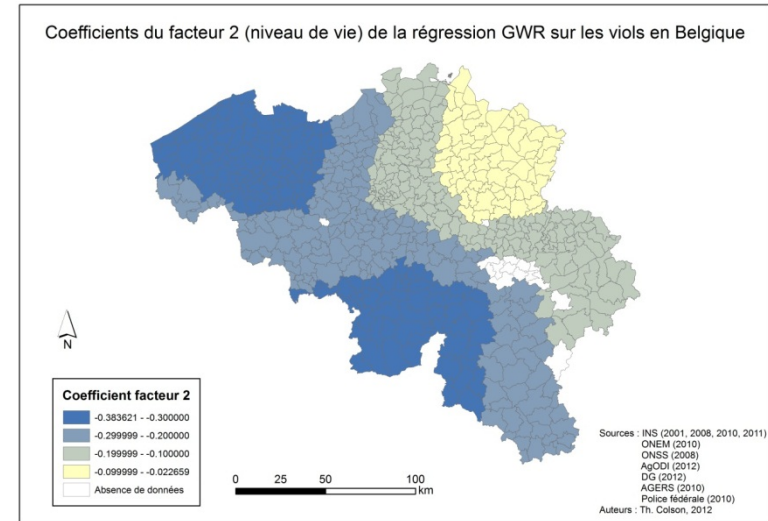 Coefficients du facteur 2 (niveau de vie) de la régression GWR sur les viols en Belgique
N
Coefficient facteur 2
-0.383621 - -0.300000
-0.299999 - -0.200000
-0.199999 - -0.100000
-0.099999 - -0.022659
Absence de données
0 25 50 100
km
Sources : INS (2001, 2008, 2010, 2011)
ONEM (2010)
ONSS (2008)
AgODI (2012)
DG (2012)
AGERS (2010)
Police fédérale (2010)
Auteurs : Th. Colson, 2012